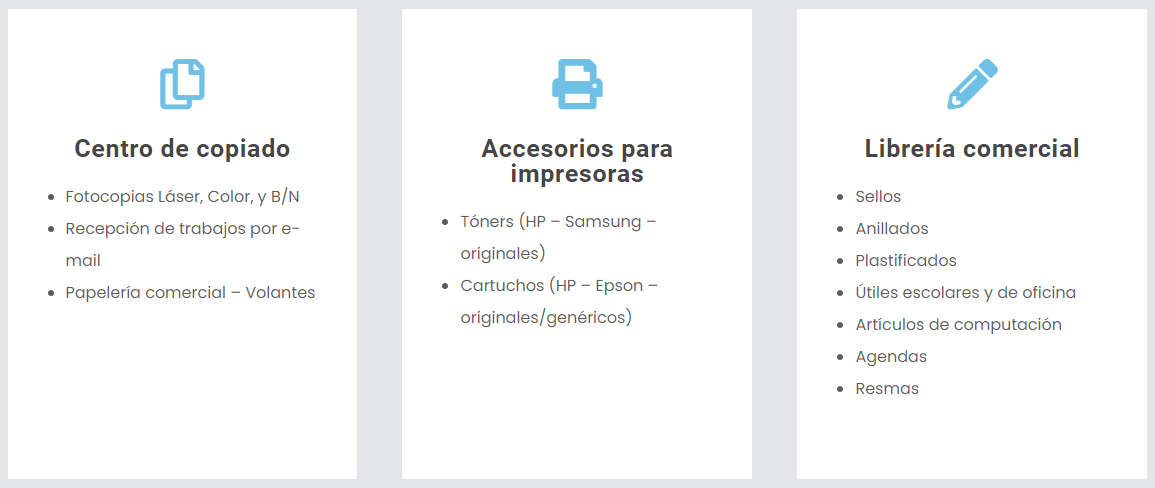 Centro de copiado
Fotocopias Láser, Color, y B/N
Recepción de trabajos por e-
mail
Papelería comercial – Volantes
Accesorios para
impresoras
Tóners (HP – Samsung –
originales)
Cartuchos (HP – Epson –
originales/genéricos)
Librería comercial
Sellos
Anillados
Plastificados
Útiles escolares y de oficina
Artículos de computación
Agendas
Resmas